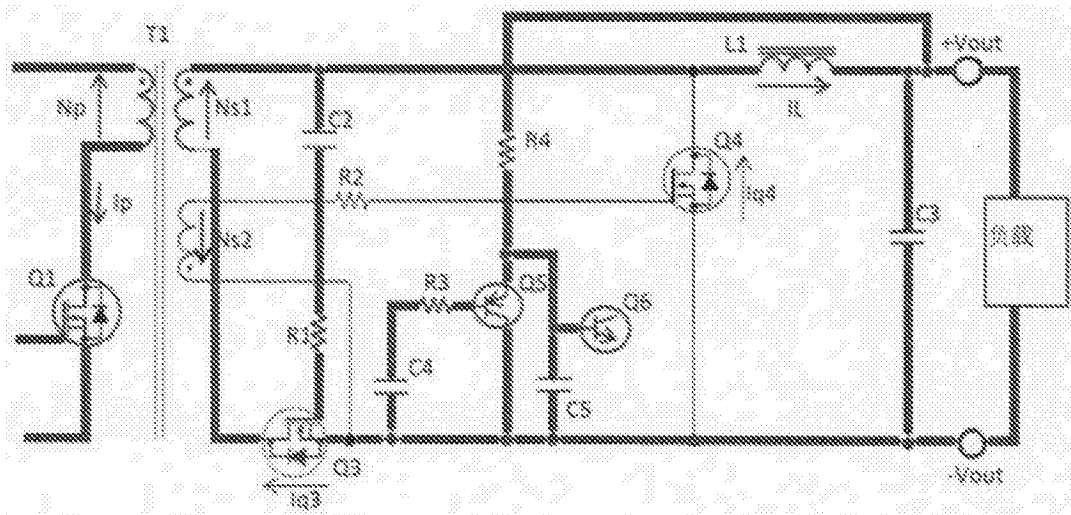 T1
L1
+Vout
Np
Ns1
C2
IL
R4
Q4
R2
ip
iq4
Ns2
C3
负载
Q1
R3
Q5
Q6
R1
C4
C5
Q3
iq3
-Vout